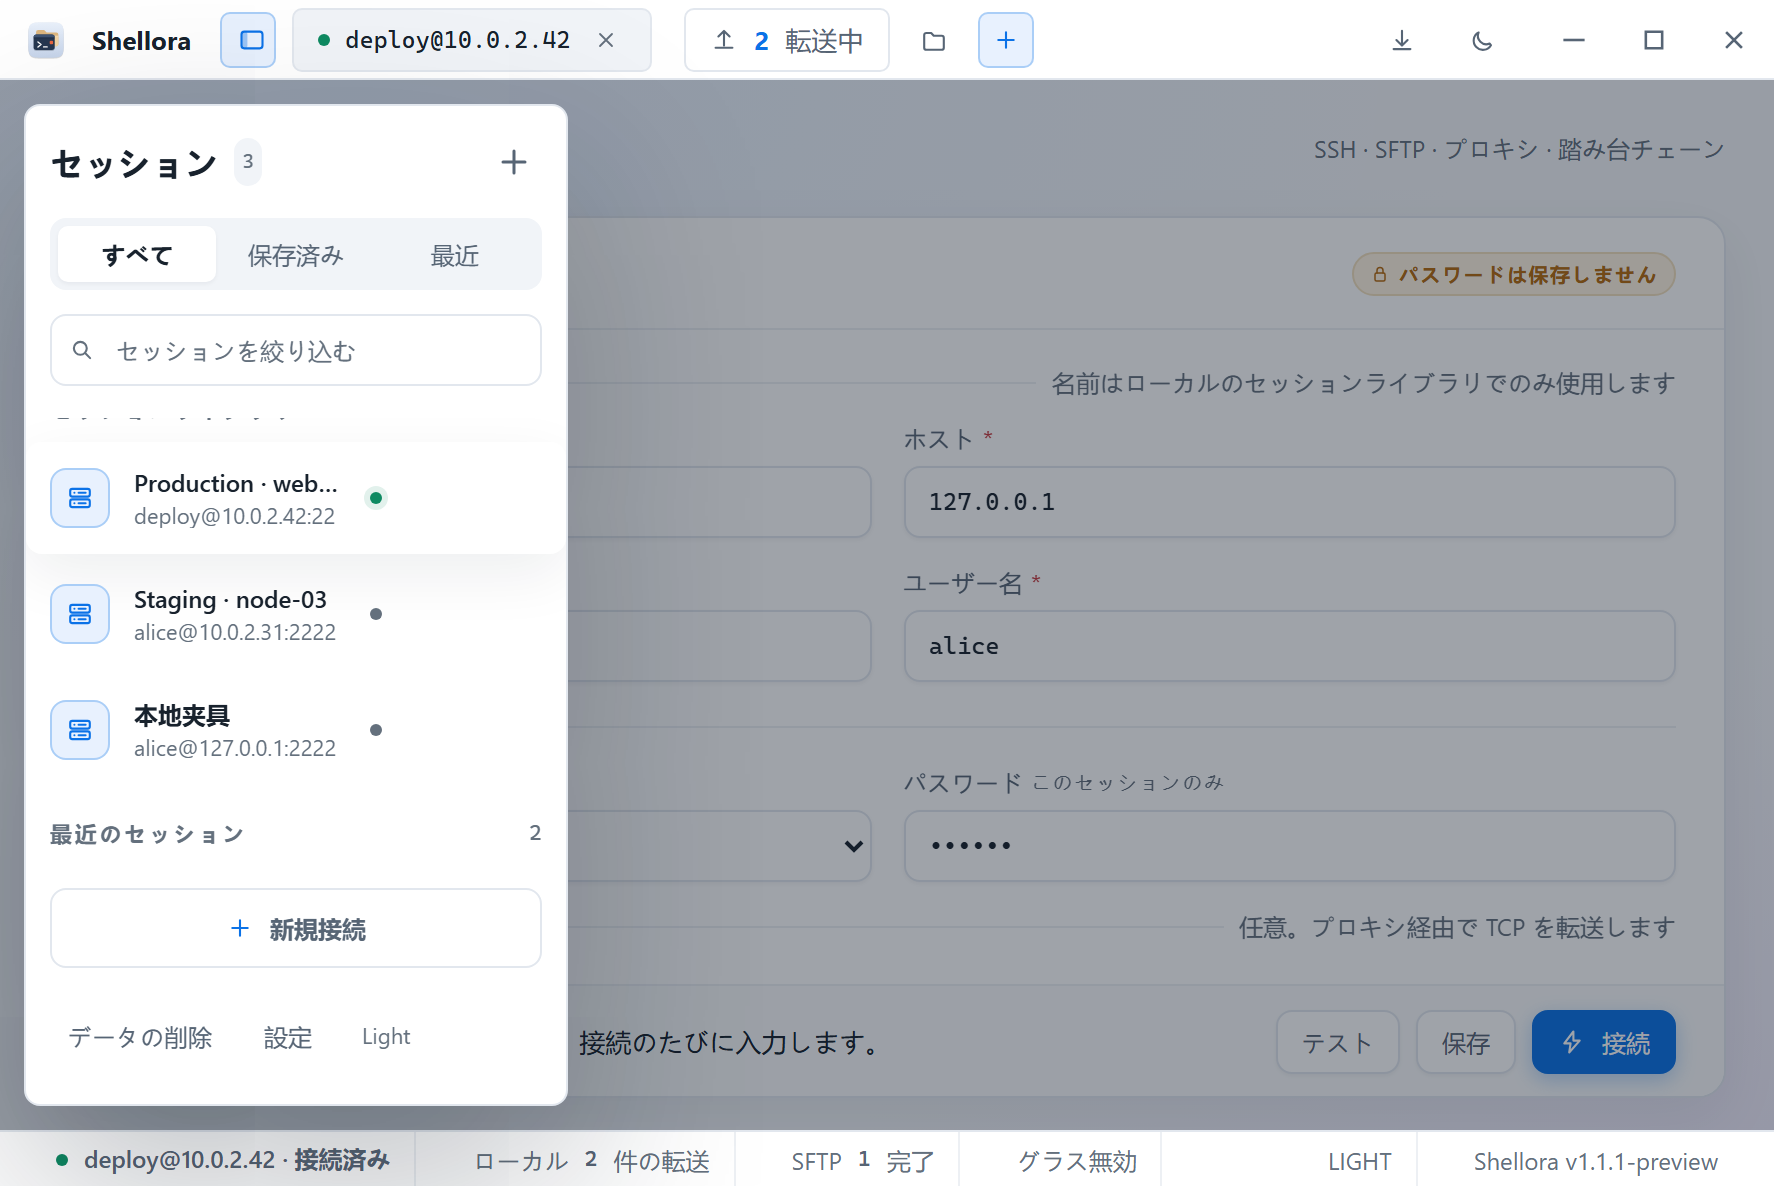 Shellora
deploy@10.0.2.42
2 転送中
SSH · SFTP · プロキシ · 踏み台チェーン
セッション 3
すべて 保存済み 最近
セッションを絞り込む
Production · web...
deploy@10.0.2.42:22
Staging · node-03
alice@10.0.2.31:2222
本地夹具
alice@127.0.0.1:2222
最近のセッション 2
新規接続
データの削除 設定 Light
パスワードは保存しません
名前はローカルのセッションライブラリでのみ使用します
ホスト *
127.0.0.1
ユーザー名 *
alice
パスワード このセッションのみ
••••••
任意。プロキシ経由で TCP を転送します
接続のたびに入力します。
テスト 保存 接続
deploy@10.0.2.42 · 接続済み ローカル 2 件の転送 SFTP 1 完了 グラス無効 LIGHT Shellora v1.1.1-preview